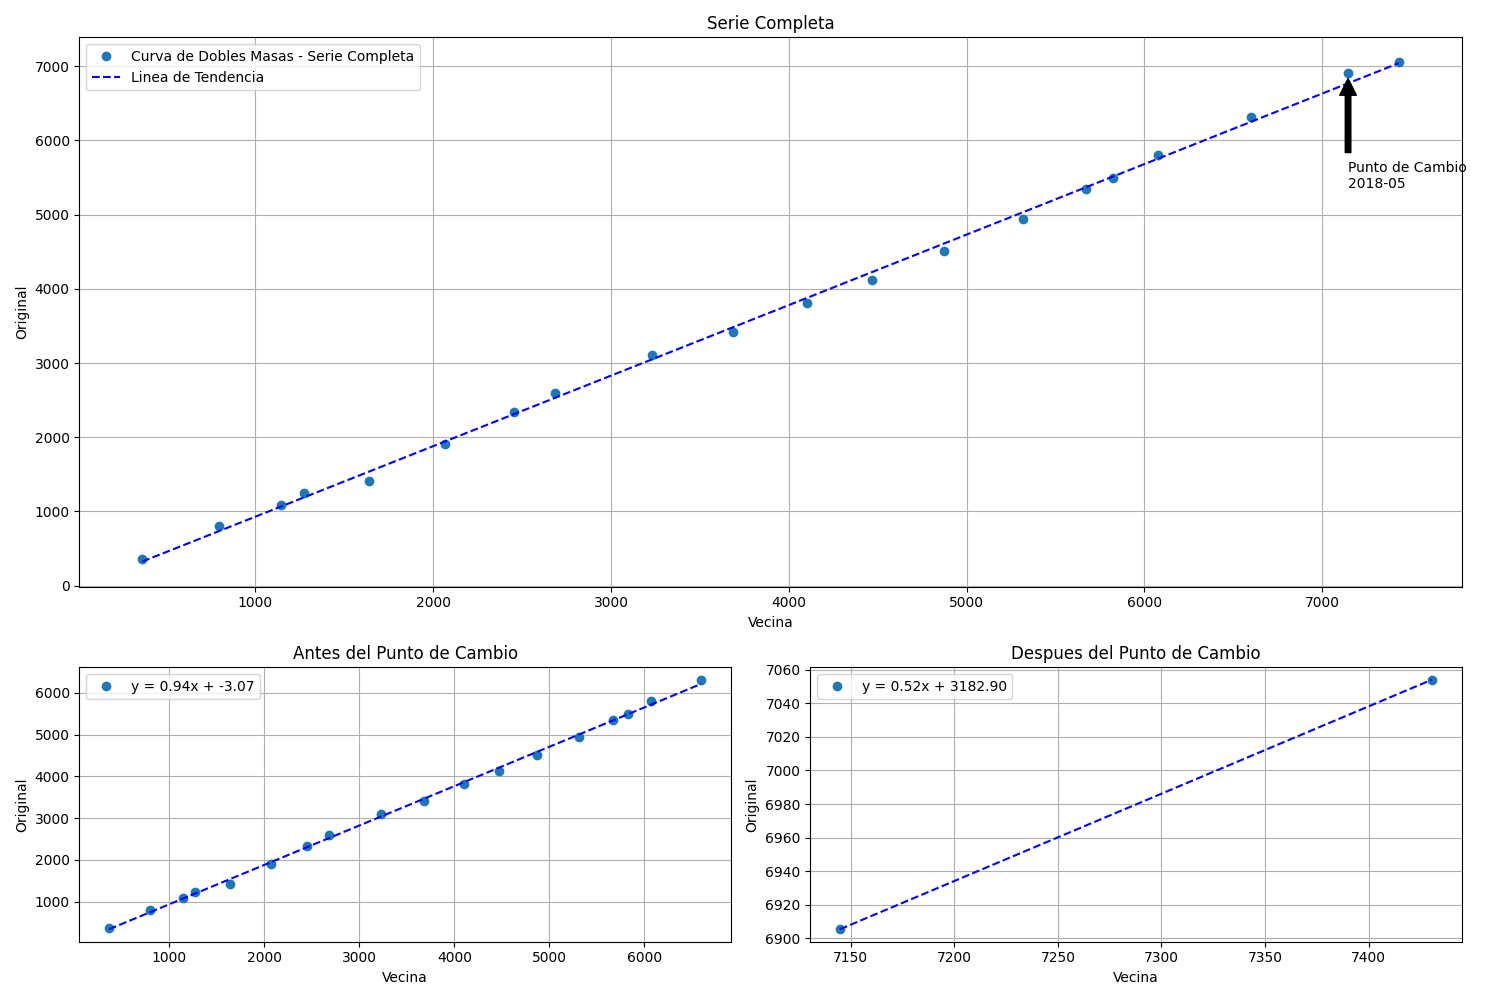 Serie Completa
Curva de Dobles Masas - Serie Completa
Linea de Tendencia
7000
6000
5000
4000
3000
2000
1000
0
Original
Punto de Cambio
2018-05
1000 2000 3000 4000 5000 6000 7000
Vecina
Antes del Punto de Cambio
y = 0.94x + -3.07
6000
5000
4000
3000
2000
1000
Original
1000 2000 3000 4000 5000 6000
Vecina
Despues del Punto de Cambio
y = 0.52x + 3182.90
7060
7040
7020
7000
6980
6960
6940
6920
6900
Original
7150 7200 7250 7300 7350 7400
Vecina